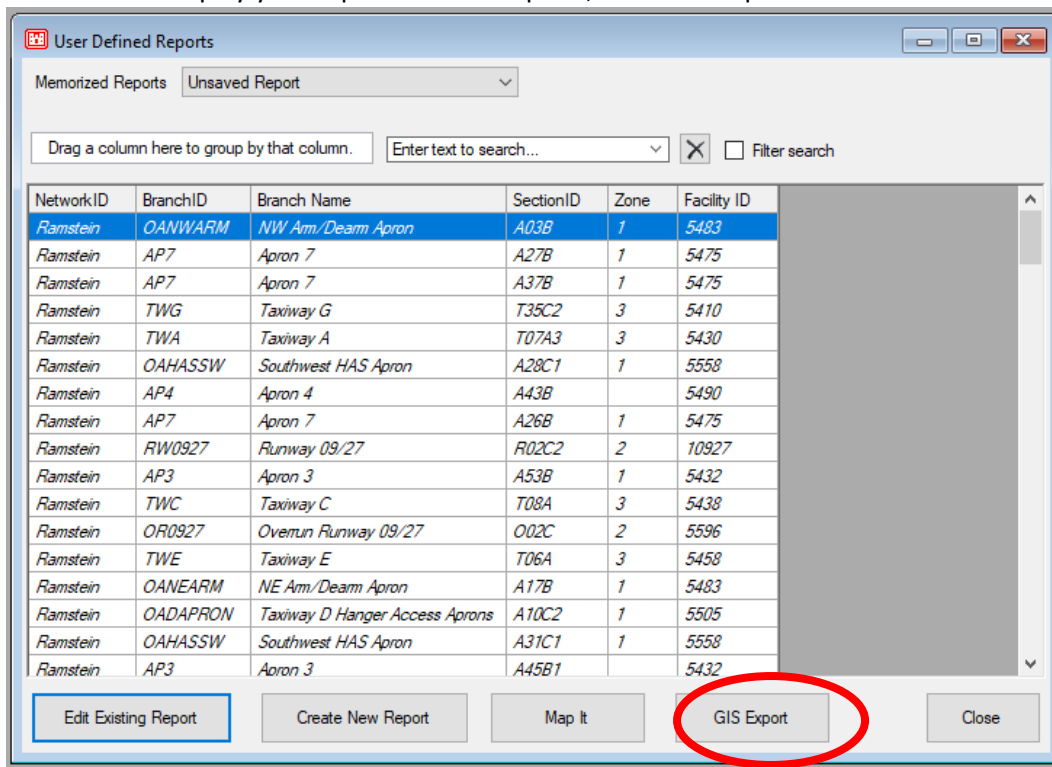 User Defined Reports
Memorized Reports Unsaved Report
Drag a column here to group by that column. Enter text to search... Filter search
NetworkID BranchID Branch Name SectionID Zone Facility ID
Ramstein OANWARM NW Arm/Dearm Apron A03B 1 5483
Ramstein AP7 Apron 7 A27B 1 5475
Ramstein AP7 Apron 7 A37B 1 5475
Ramstein TWG Taxiway G T35C2 3 5410
Ramstein TWA Taxiway A T07A3 3 5430
Ramstein OAHASSW Southwest HAS Apron A28C1 1 5558
Ramstein AP4 Apron 4 A43B 5490
Ramstein AP7 Apron 7 A26B 1 5475
Ramstein RW0927 Runway 09/27 R02C2 2 10927
Ramstein AP3 Apron 3 A53B 1 5432
Ramstein TWC Taxiway C T08A 3 5438
Ramstein OR0927 Overrun Runway 09/27 O02C 2 5596
Ramstein TWE Taxiway E T06A 3 5458
Ramstein OANEARM NE Arm/Dearm Apron A17B 1 5483
Ramstein OADAPRON Taxiway D Hanger Access Aprons A10C2 1 5505
Ramstein OAHASSW Southwest HAS Apron A31C1 1 5558
Ramstein AP3 Apron 3 A45B1 5432
Edit Existing Report Create New Report Map It GIS Export Close